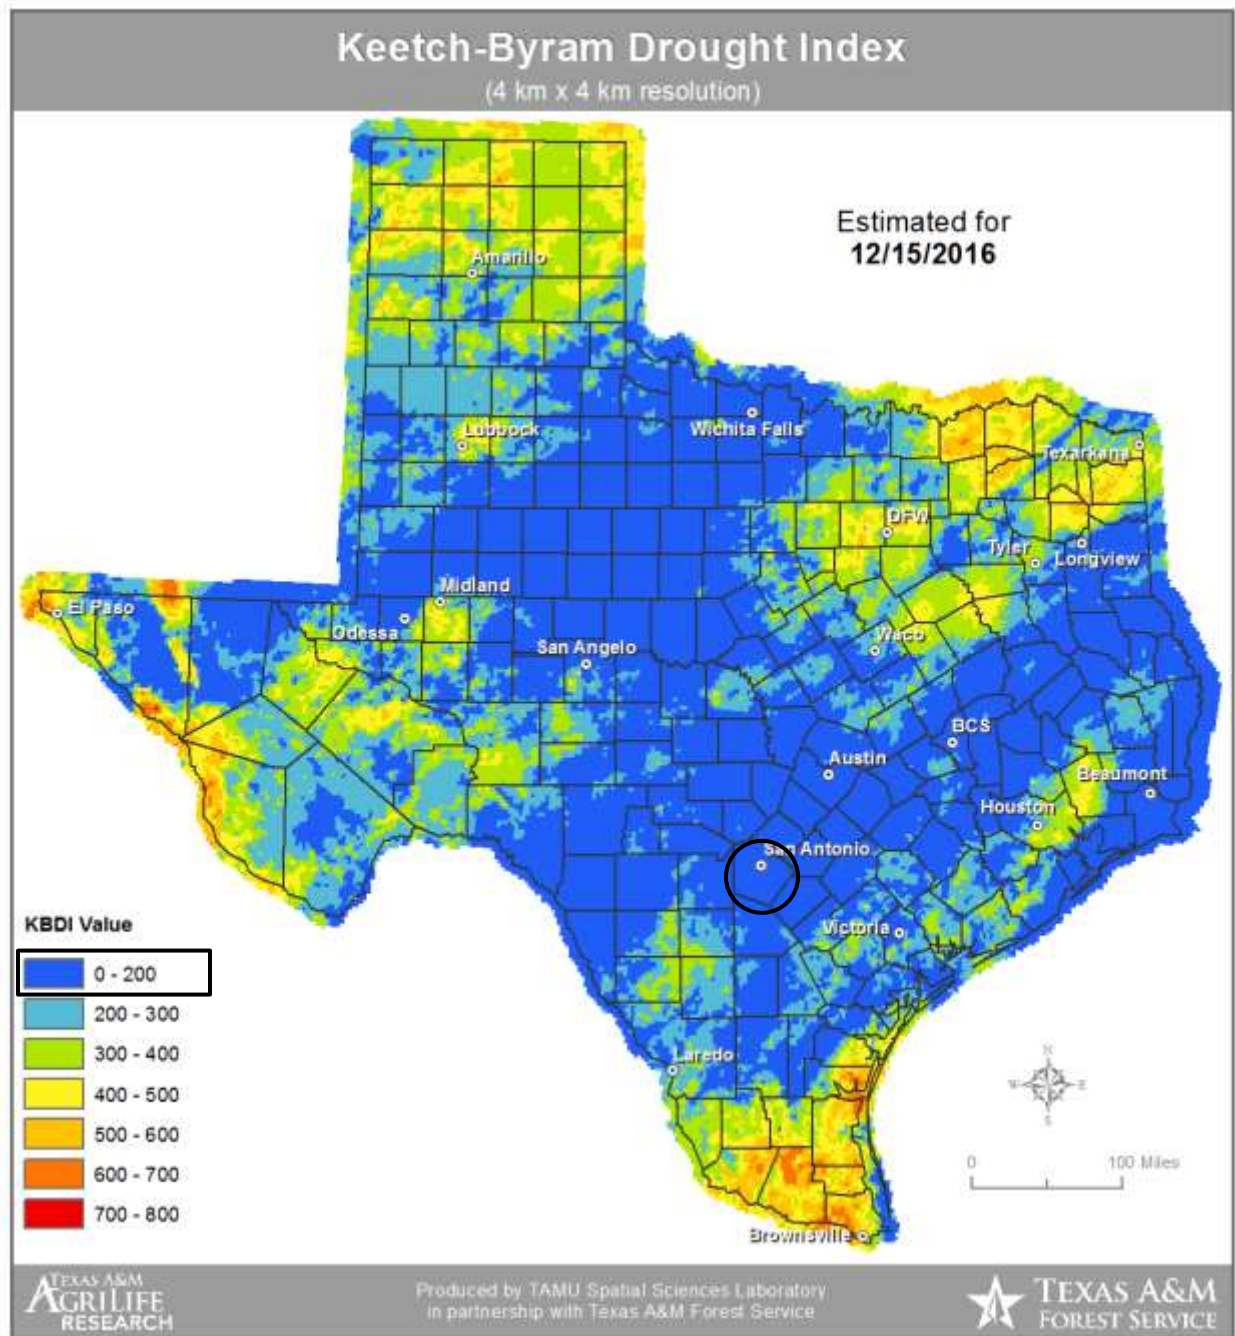 Keetch-Byram Drought Index
(4 km x 4 km resolution)
Estimated for
12/15/2016
Amarillo
Lubbock
Wichita Falls
Texarkana
DFW
Tyler
Longview
Midland
El Paso
Odessa
San Angelo
Waco
BCS
Austin
Beaumont
Houston
San Antonio
Victoria
Laredo
Brownsville
KBDI Value
0 - 200
200 - 300
300 - 400
400 - 500
500 - 600
600 - 700
700 - 800
N
W
E
S
0
100 Miles
TEXAS A&M
AGRILIFE
RESEARCH
Produced by TAMU Spatial Sciences Laboratory
in partnership with Texas A&M Forest Service
TEXAS A&M
FOREST SERVICE